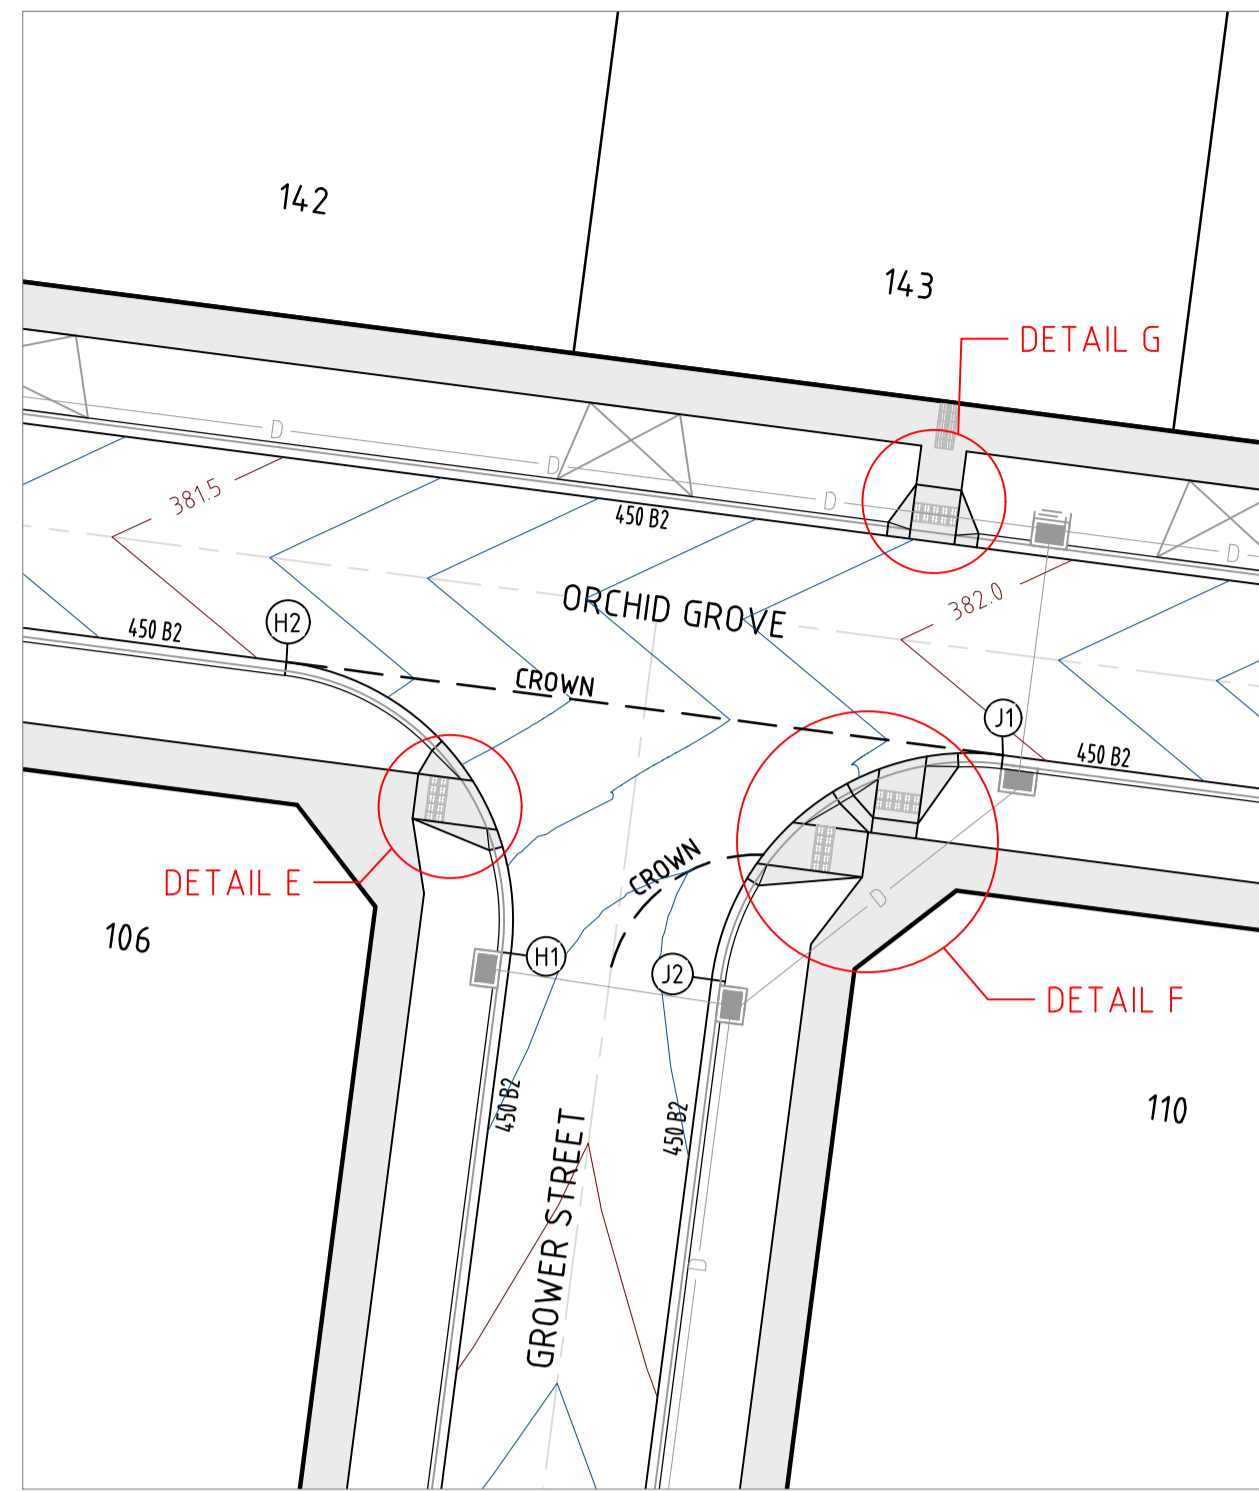 142
143
DETAIL G
D
381.5
D
450 B2
D
D
ORCHID GROVE
382.0
450 B2
H2
CROWN
J1
450 B2
CROWN
DETAIL E
D
106
H1
J2
DETAIL F
450 B2
450 B2
110
GROWER STREET
D